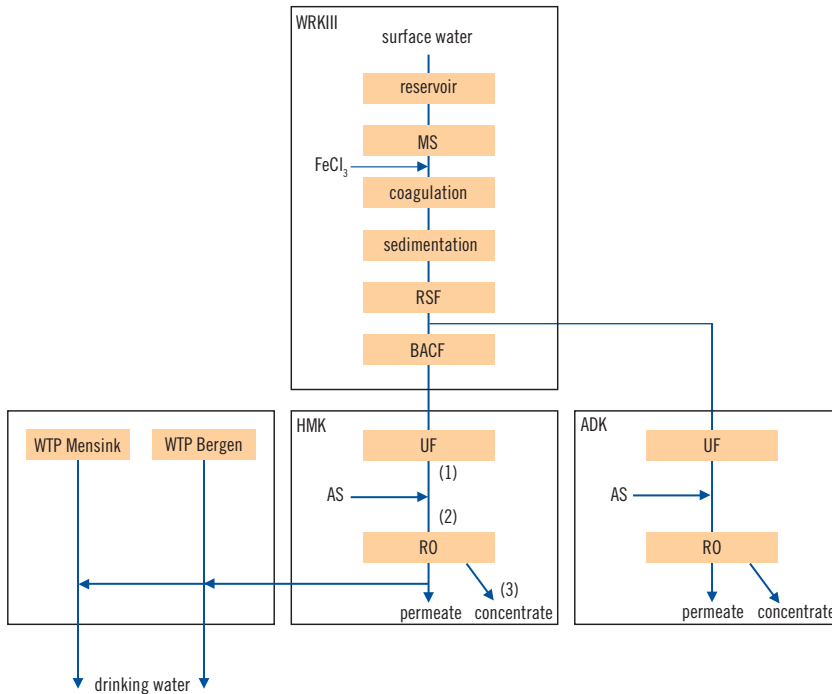 WRKIII
surface water
reservoir
MS
FeCl₃
coagulation
sedimentation
RSF
BACF
WTP Mensink
WTP Bergen
drinking water
HMK
UF
(1)
AS
(2)
RO
(3)
permeate
concentrate
ADK
UF
AS
RO
permeate
concentrate